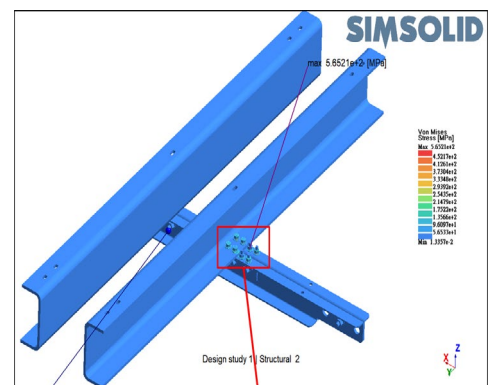 SIMSOLID
max 5.6521e+2 [MPa]
Von Mises
Stress [MPa]
Max 5.6521e+2
4.5217e+2
4.1261e+2
3.7304e+2
3.3348e+2
2.9392e+2
2.5435e+2
2.1479e+2
1.7522e+2
1.3566e+2
9.6097e+1
5.6533e+1
Min 1.3357e-2
Design study 1 | Structural 2
Z
X
Y